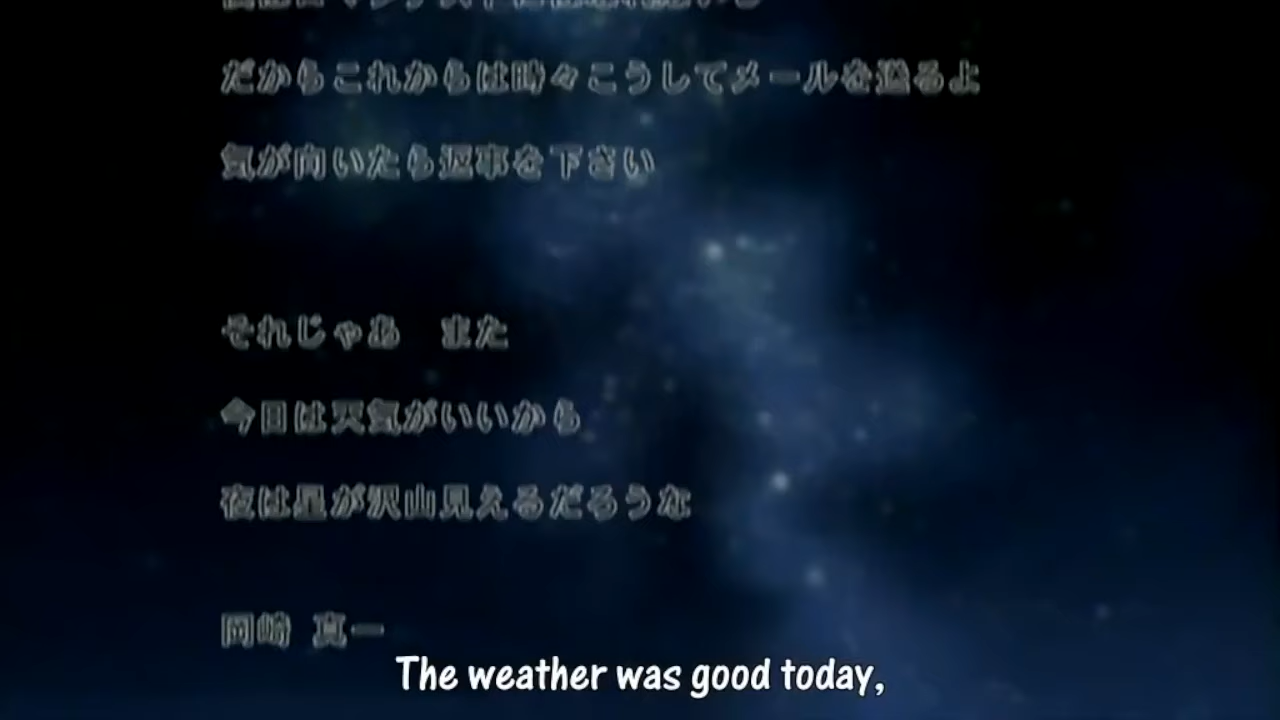 だからこれからは時々こうしてメールを送るよ
気が向いたら返事を下さい
それじゃあ　また
今日は天気がいいから
夜は星が沢山見えるだろうな
岡崎 真一
The weather was good today,